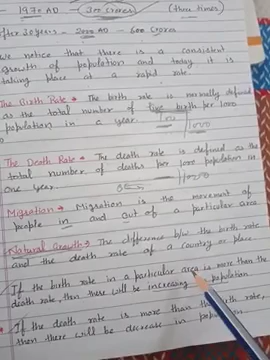 - 1970 AD - 300 Crores (three times)
After 30 years - 2000 AD - 600 Crores
we notice that there is a consistent
growth of population and today it is
taking place at a rapid rate.
The Birth Rate → The birth rate is normally defined
as the total number of live birth per 1000
population in a year.
1000
The Death Rate → The death rate is defined as the
total number of deaths per 1000 population in
one year.
1000
Migration → Migration is the movement of
people in and out of a particular area.
Natural Growth → The difference b/w the birth rate
and the death rate of a country or place
If the birth rate in a particular area is more than the
death rate, then there will be increasing population
If the death rate is more than the birth rate,
then there will be decrease in population.